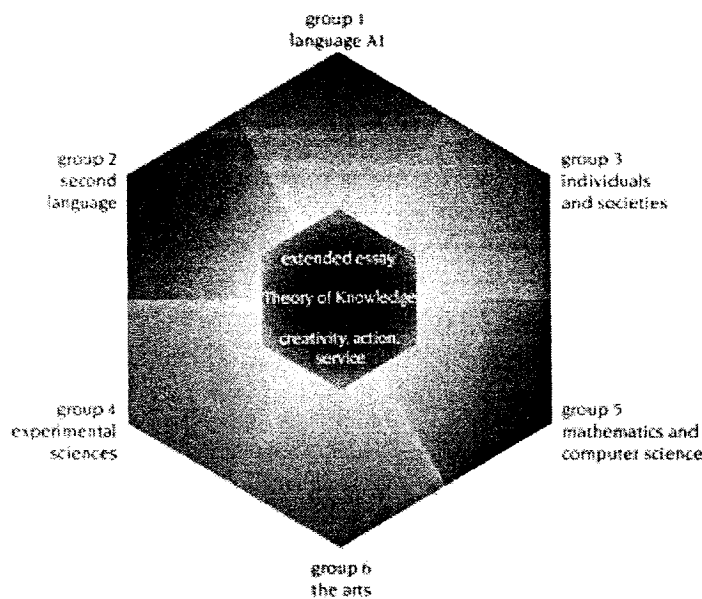 group 1
language A1
group 2
second
language
group 3
individuals
and societies
extended essay
Theory of Knowledge
creativity, action,
service
group 4
experimental
sciences
group 5
mathematics and
computer science
group 6
the arts